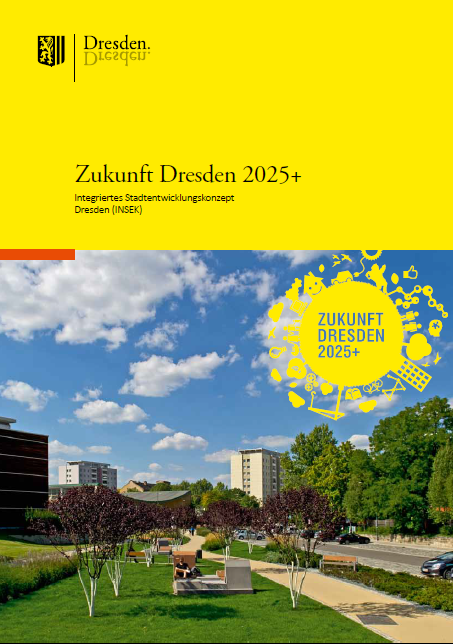 Dresden.
Dresden.
Zukunft Dresden 2025+
Integriertes Stadtentwicklungskonzept
Dresden (INSEK)
ZUKUNFT
DRESDEN
2025+